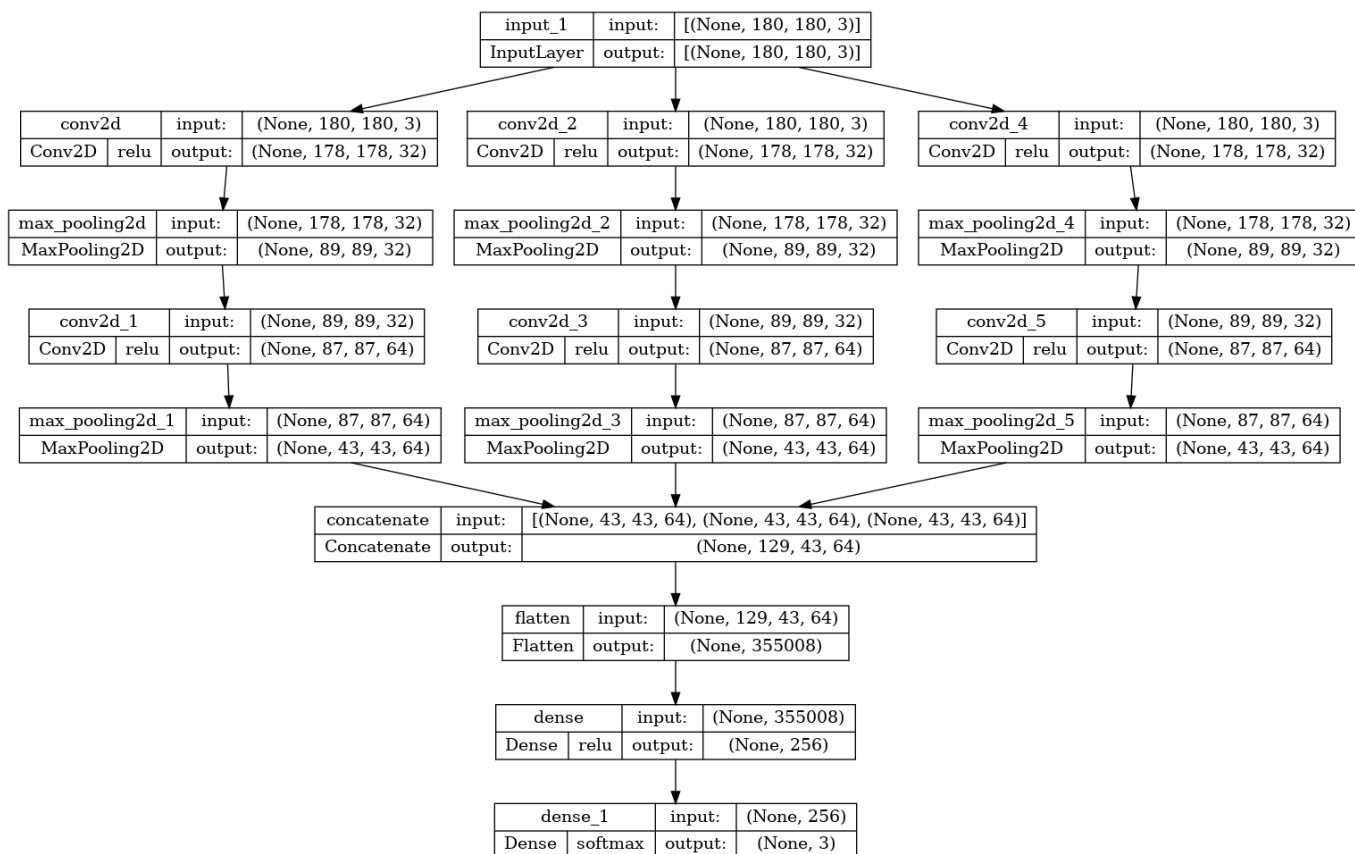 input_1 input: [(None, 180, 180, 3)]
InputLayer output: [(None, 180, 180, 3)]
conv2d input: (None, 180, 180, 3)
Conv2D relu output: (None, 178, 178, 32)
conv2d_2 input: (None, 180, 180, 3)
Conv2D relu output: (None, 178, 178, 32)
conv2d_4 input: (None, 180, 180, 3)
Conv2D relu output: (None, 178, 178, 32)
max_pooling2d input: (None, 178, 178, 32)
MaxPooling2D output: (None, 89, 89, 32)
max_pooling2d_2 input: (None, 178, 178, 32)
MaxPooling2D output: (None, 89, 89, 32)
max_pooling2d_4 input: (None, 178, 178, 32)
MaxPooling2D output: (None, 89, 89, 32)
conv2d_1 input: (None, 89, 89, 32)
Conv2D relu output: (None, 87, 87, 64)
conv2d_3 input: (None, 89, 89, 32)
Conv2D relu output: (None, 87, 87, 64)
conv2d_5 input: (None, 89, 89, 32)
Conv2D relu output: (None, 87, 87, 64)
max_pooling2d_1 input: (None, 87, 87, 64)
MaxPooling2D output: (None, 43, 43, 64)
max_pooling2d_3 input: (None, 87, 87, 64)
MaxPooling2D output: (None, 43, 43, 64)
max_pooling2d_5 input: (None, 87, 87, 64)
MaxPooling2D output: (None, 43, 43, 64)
concatenate input: [(None, 43, 43, 64), (None, 43, 43, 64), (None, 43, 43, 64)]
Concatenate output: (None, 129, 43, 64)
flatten input: (None, 129, 43, 64)
Flatten output: (None, 355008)
dense input: (None, 355008)
Dense relu output: (None, 256)
dense_1 input: (None, 256)
Dense softmax output: (None, 3)